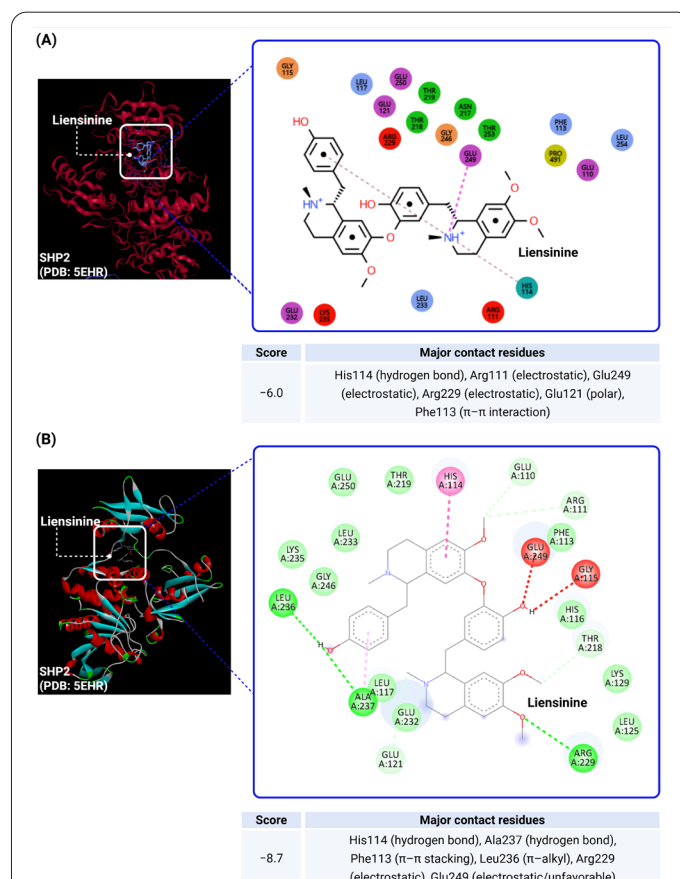 (A)
Liensinine
SHP2
(PDB: 5EHR)
GLY
115
LEU
117
GLU
250
GLU
121
THR
219
THR
218
ASN
217
GLY
246
THR
253
ARG
229
GLU
249
PHE
113
LEU
254
PRO
491
GLU
110
HO
HO
NH+
O
O
O
O
NH+
Liensinine
HIS
114
LEU
233
ARG
111
GLU
232
LYS
235
Score Major contact residues
−6.0
His114 (hydrogen bond), Arg111 (electrostatic), Glu249
(electrostatic), Arg229 (electrostatic), Glu121 (polar),
Phe113 (π−π interaction)
(B)
Liensinine
SHP2
(PDB: 5EHR)
GLU
A:250
THR
A:219
HIS
A:114
GLU
A:110
ARG
A:111
LEU
A:233
PHE
A:113
GLU
A:249
LYS
A:235
GLY
A:246
GLY
A:115
LEU
A:236
HIS
A:116
THR
A:218
LYS
A:129
LEU
A:117
ALA
A:237
GLU
A:232
LEU
A:125
GLU
A:121
ARG
A:229
N
O
O
O
H
H
O
N
O
O
Liensinine
Score Major contact residues
−8.7
His114 (hydrogen bond), Ala237 (hydrogen bond),
Phe113 (π−π stacking), Leu236 (π−alkyl), Arg229
(electrostatic), Glu249 (electrostatic/unfavorable)